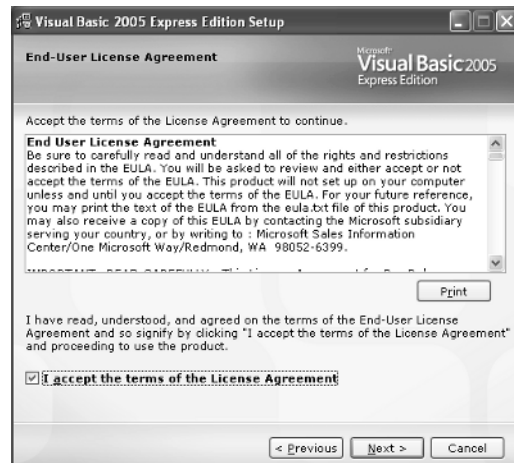 Visual Basic 2005 Express Edition Setup
End-User License Agreement
Microsoft
Visual Basic 2005
Express Edition
Accept the terms of the License Agreement to continue.
End User License Agreement
Be sure to carefully read and understand all of the rights and restrictions
described in the EULA. You will be asked to review and either accept or not
accept the terms of the EULA. This product will not set up on your computer
unless and until you accept the terms of the EULA. For your future reference,
you may print the text of the EULA from the eula.txt file of this product. You
may also receive a copy of this EULA by contacting the Microsoft subsidiary
serving your country, or by writing to : Microsoft Sales Information
Center/One Microsoft Way/Redmond, WA 98052-6399.
Print
I have read, understood, and agreed on the terms of the End-User License
Agreement and so signify by clicking "I accept the terms of the License Agreement"
and proceeding to use the product.
I accept the terms of the License Agreement
< Previous
Next >
Cancel